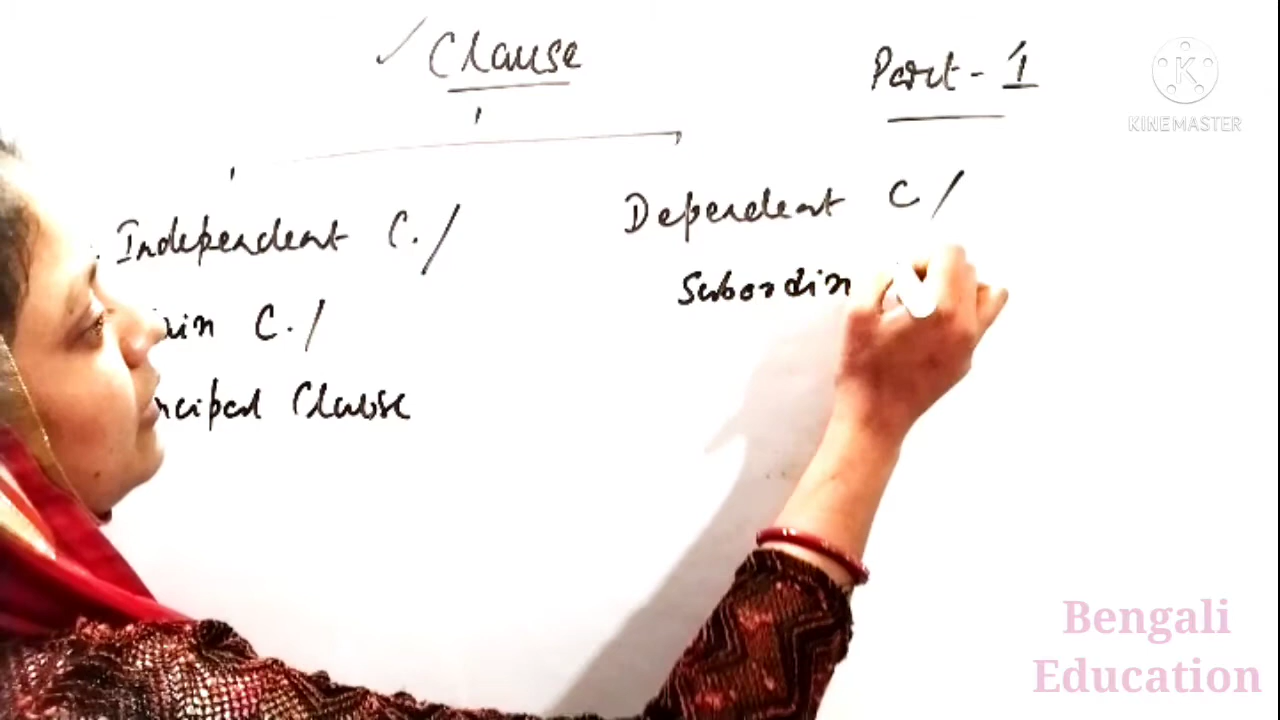 ✓ Clause
Part - 1
KINEMASTER
Independent C. /
Dependent C /
C. /
Subordin
Clause
Bengali
Education